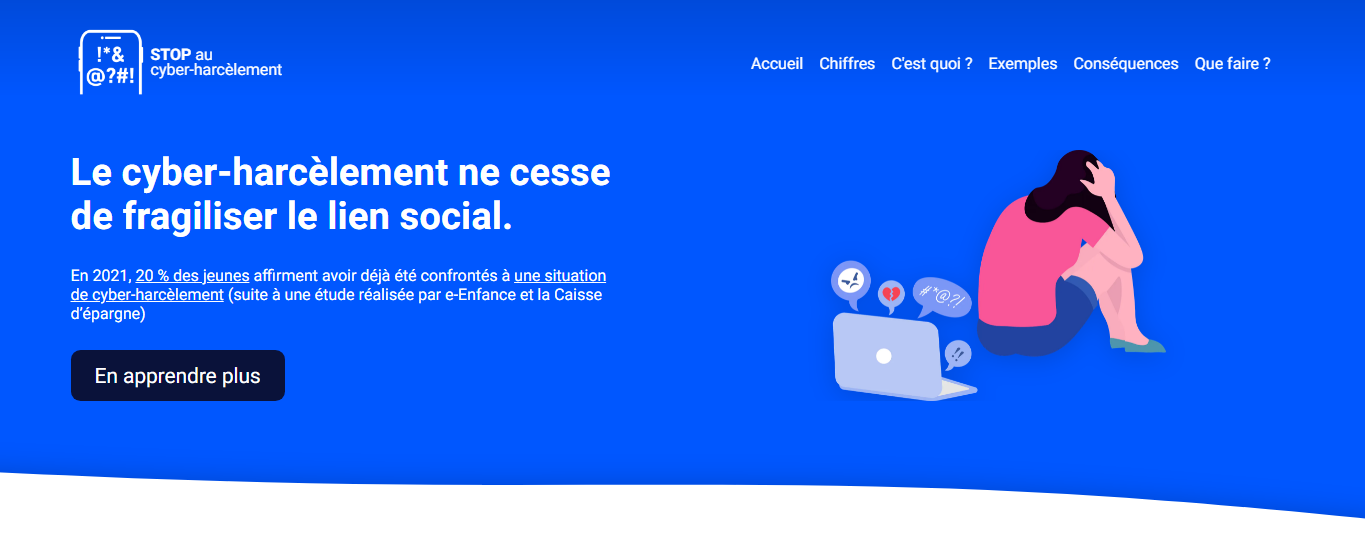 !*&
@?#!
STOP au
cyber-harcèlement
Accueil Chiffres C'est quoi ? Exemples Conséquences Que faire ?
Le cyber-harcèlement ne cesse
de fragiliser le lien social.
En 2021, 20 % des jeunes affirment avoir déjà été confrontés à une situation
de cyber-harcèlement (suite à une étude réalisée par e-Enfance et la Caisse
d'épargne)
En apprendre plus
#*@?!
!!